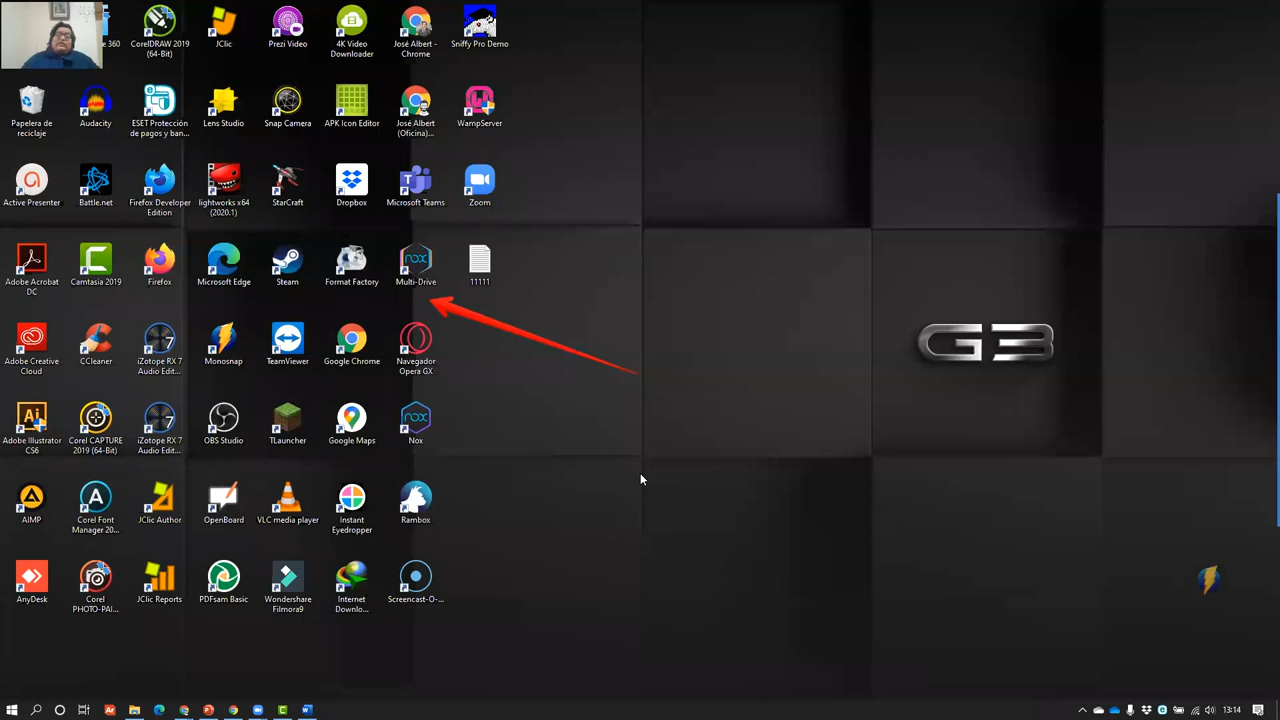 e 360
CorelDRAW 2019
(64-Bit)
JClic
Prezi Video
4K Video
Downloader
José Albert -
Chrome
Sniffy Pro Demo
Papelera de
reciclaje
Audacity
ESET Protección
de pagos y ban...
Lens Studio
Snap Camera
APK Icon Editor
José Albert
(Oficina)...
WampServer
Active Presenter
Battle.net
Firefox Developer
Edition
lightworks x64
(2020.1)
StarCraft
Dropbox
Microsoft Teams
Zoom
Adobe Acrobat
DC
Camtasia 2019
Firefox
Microsoft Edge
Steam
Format Factory
nox
Multi-Drive
11111
Adobe Creative
Cloud
CCleaner
7
iZotope RX 7
Audio Edit...
Monosnap
TeamViewer
Google Chrome
Navegador
Opera GX
G3
Ai
Adobe Illustrator
CS6
Corel CAPTURE
2019 (64-Bit)
7
iZotope RX 7
Audio Edit...
OBS Studio
TLauncher
Google Maps
nox
Nox
AIMP
Corel Font
Manager 20...
JClic Author
OpenBoard
VLC media player
Instant
Eyedropper
Rambox
AnyDesk
Corel
PHOTO-PAI...
JClic Reports
PDFsam Basic
Wondershare
Filmora9
Internet
Downlo...
Screencast-O-...
13:14